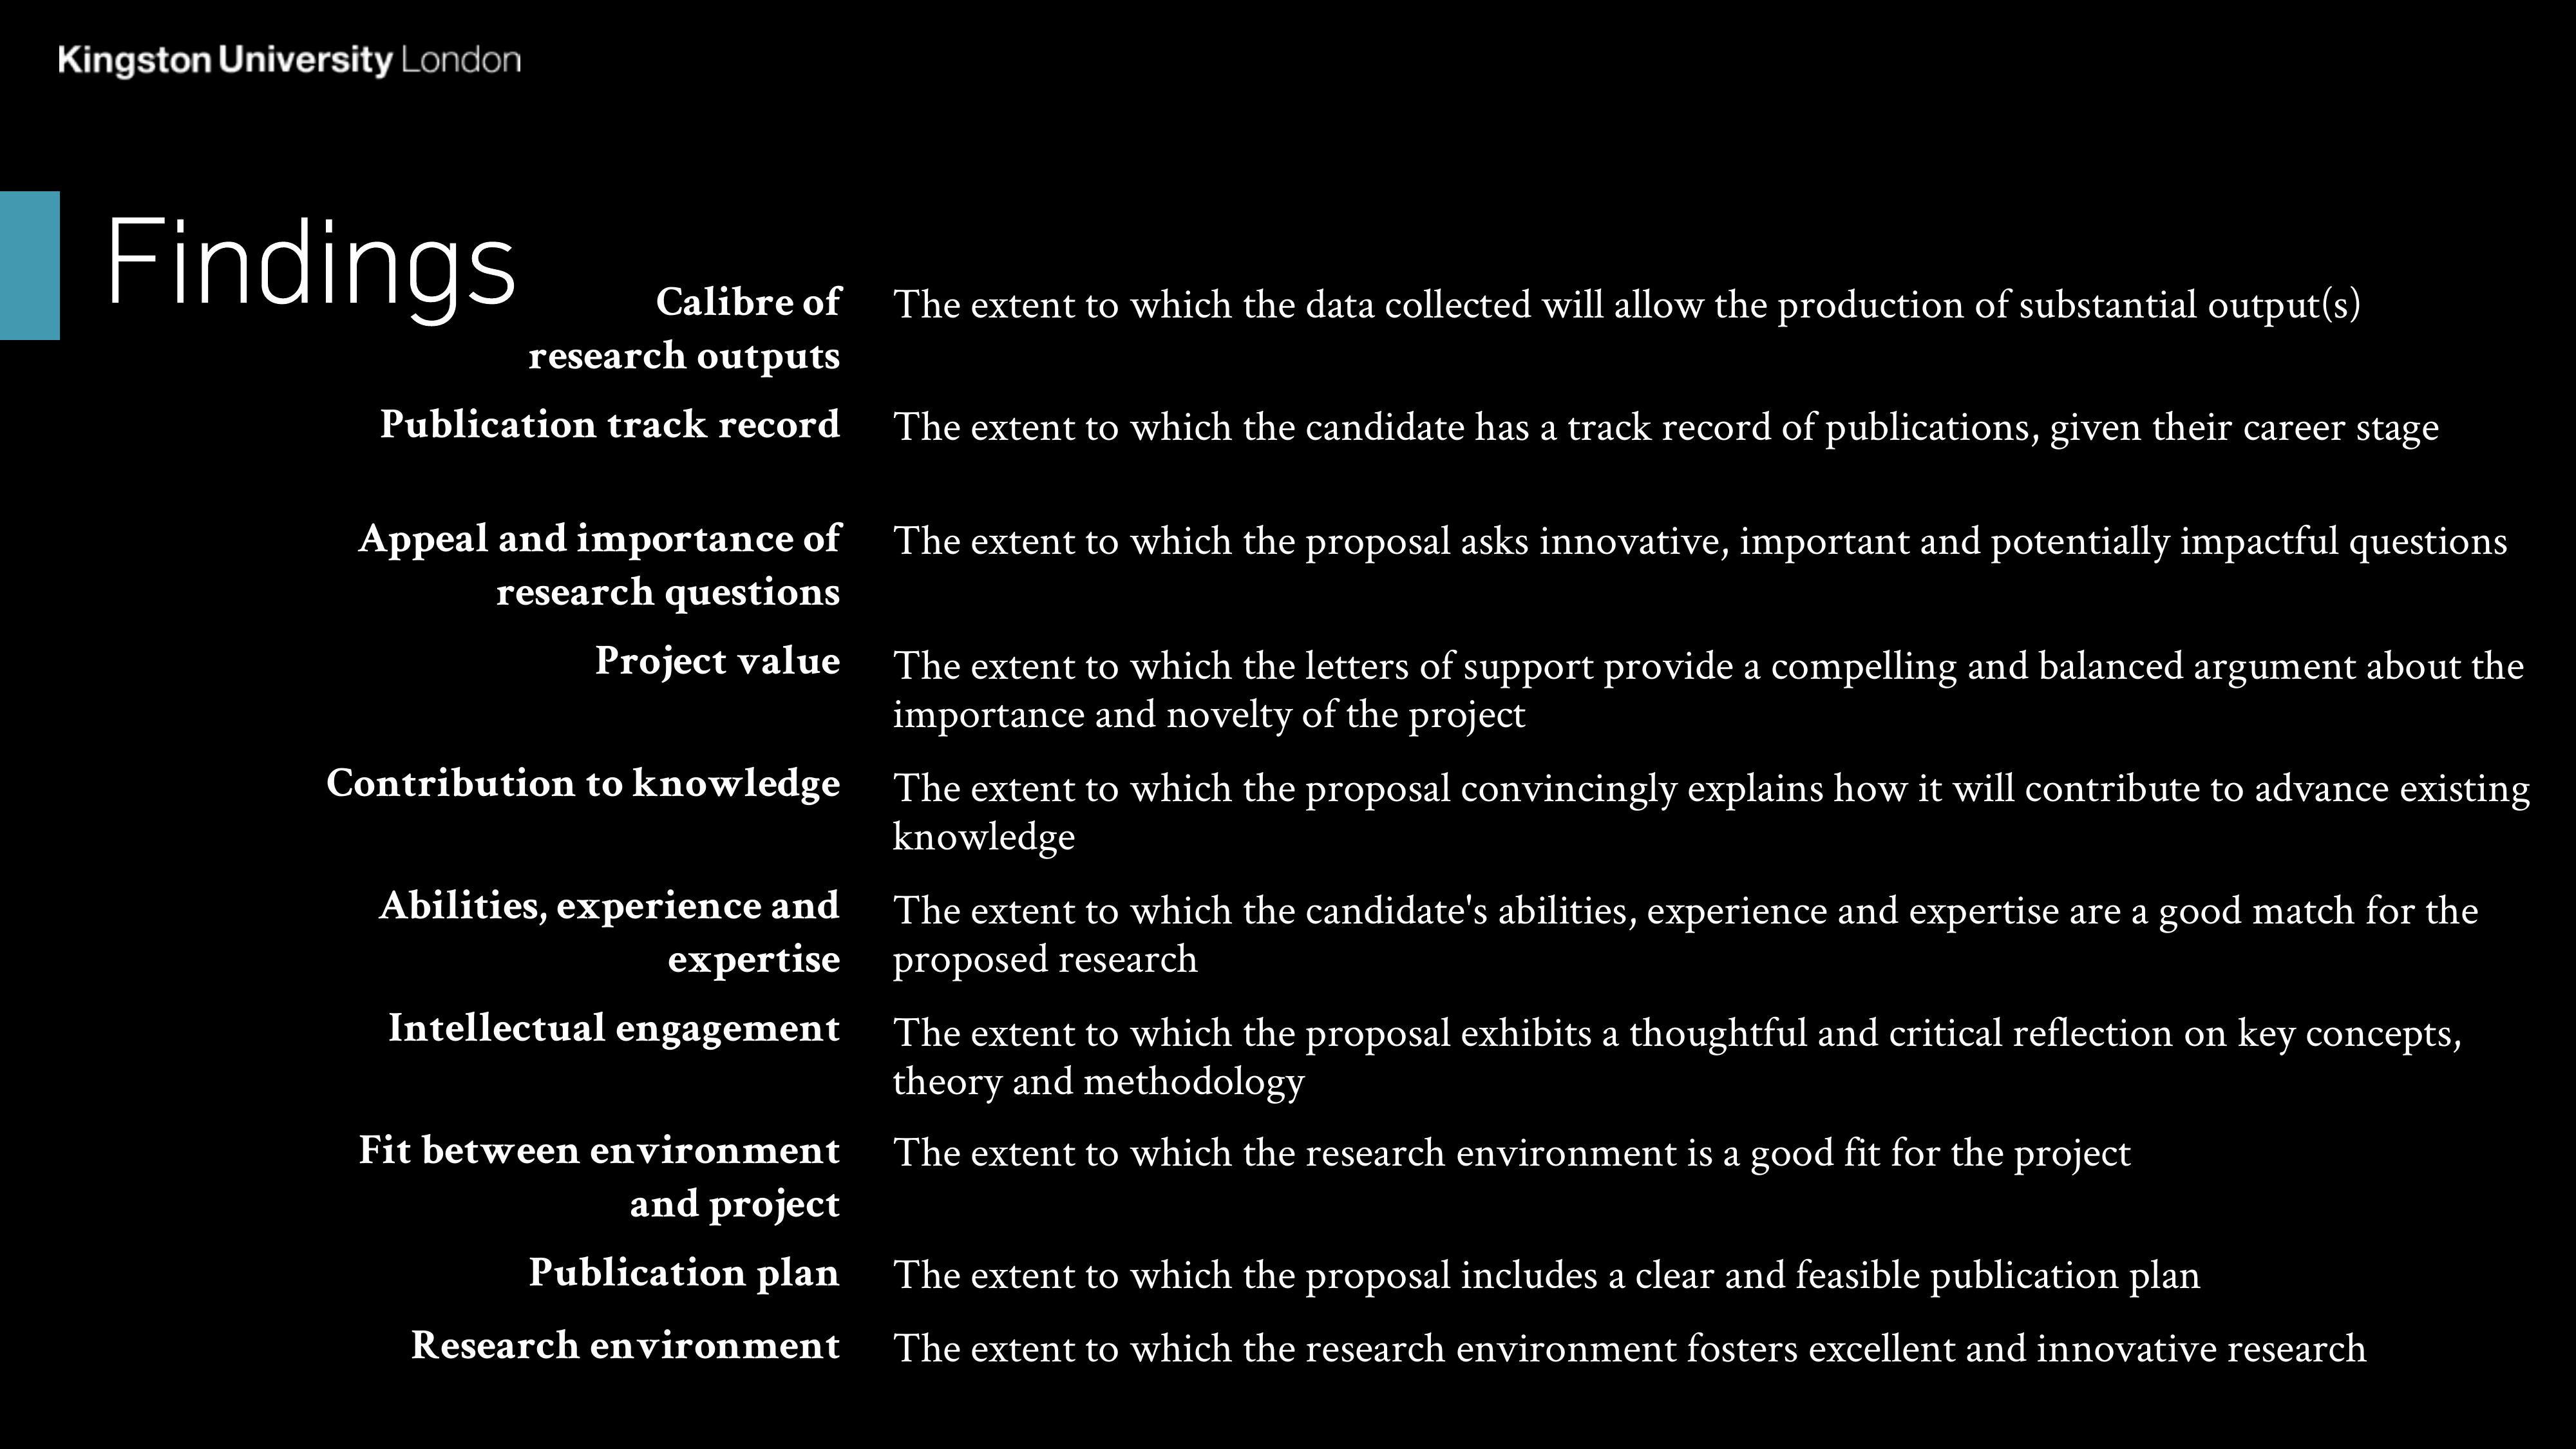 Kingston University London
Findings
Calibre of
research outputs
The extent to which the data collected will allow the production of substantial output(s)
Publication track record
The extent to which the candidate has a track record of publications, given their career stage
Appeal and importance of
research questions
The extent to which the proposal asks innovative, important and potentially impactful questions
Project value
The extent to which the letters of support provide a compelling and balanced argument about the
importance and novelty of the project
Contribution to knowledge
The extent to which the proposal convincingly explains how it will contribute to advance existing
knowledge
Abilities, experience and
expertise
The extent to which the candidate's abilities, experience and expertise are a good match for the
proposed research
Intellectual engagement
The extent to which the proposal exhibits a thoughtful and critical reflection on key concepts,
theory and methodology
Fit between environment
and project
The extent to which the research environment is a good fit for the project
Publication plan
The extent to which the proposal includes a clear and feasible publication plan
Research environment
The extent to which the research environment fosters excellent and innovative research